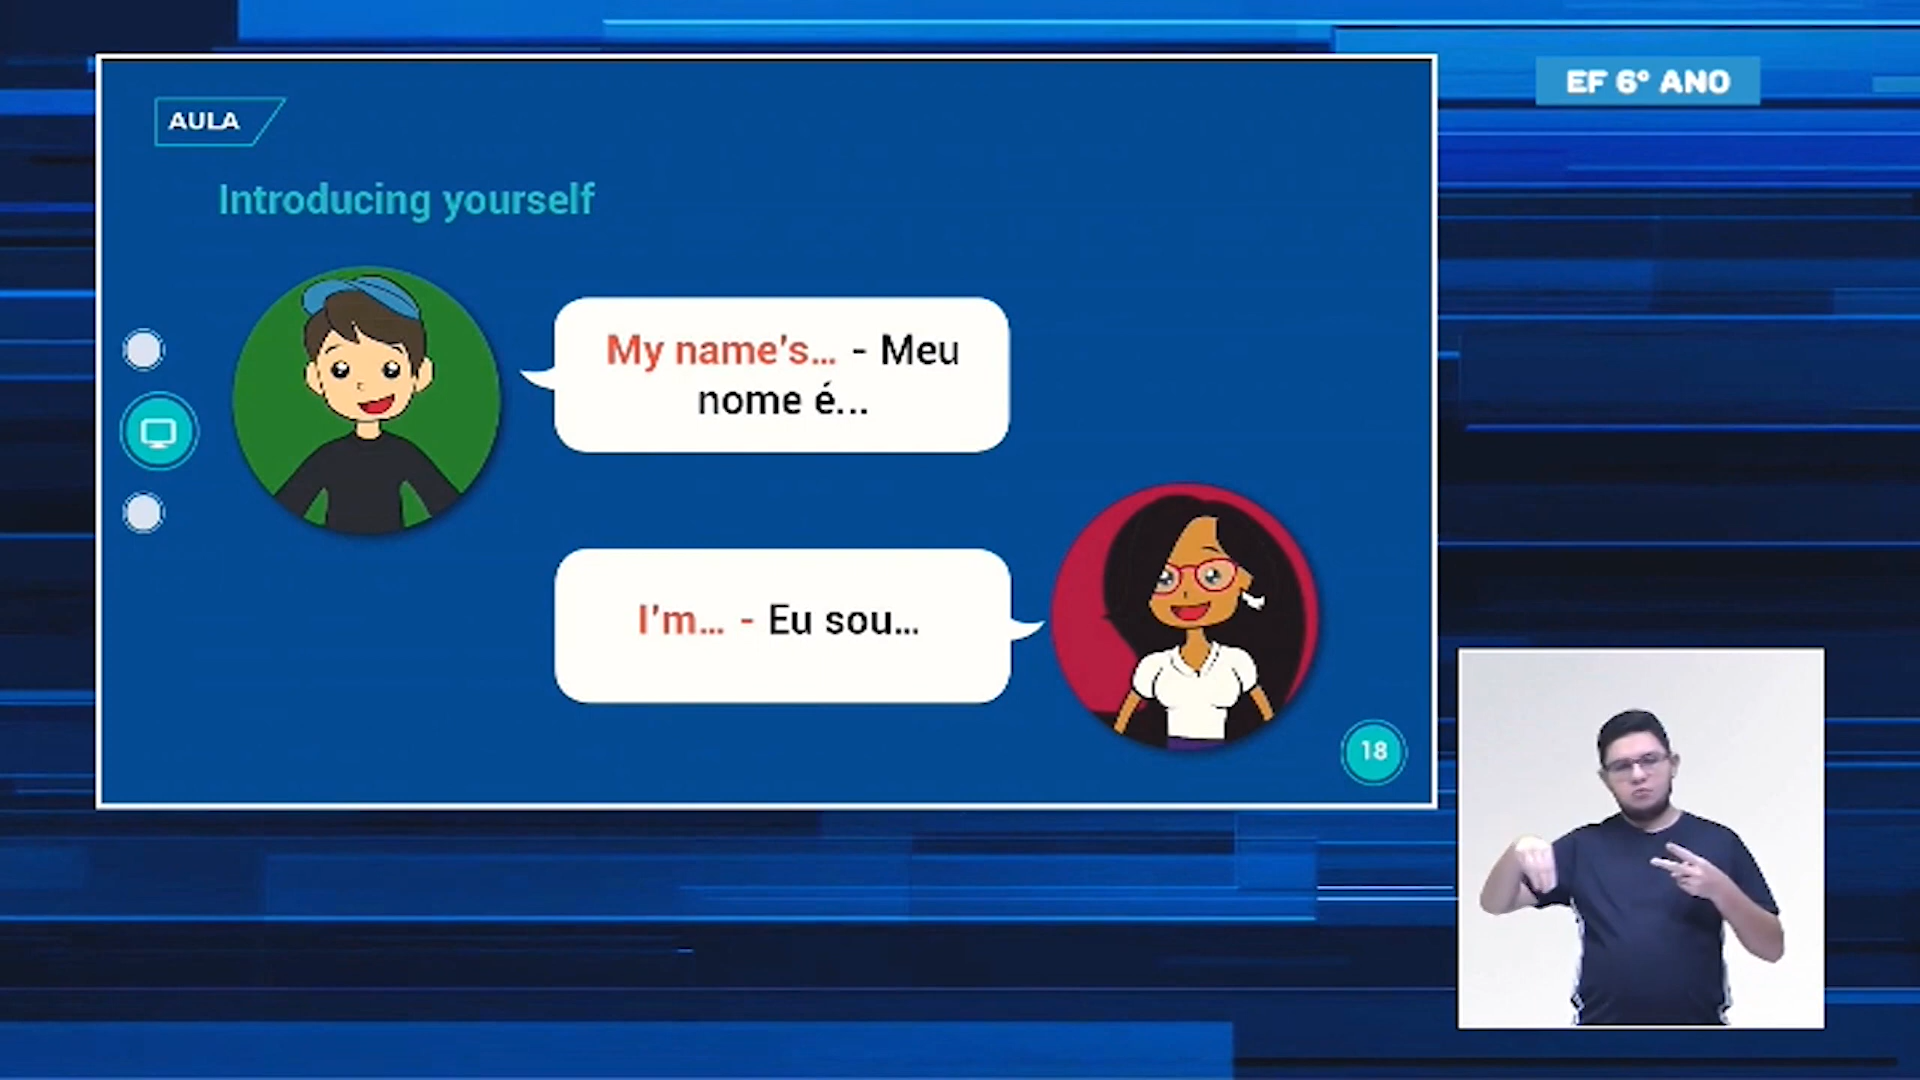 EF 6º ANO
AULA
Introducing yourself
My name's... - Meu
nome é...
I'm... - Eu sou...
18